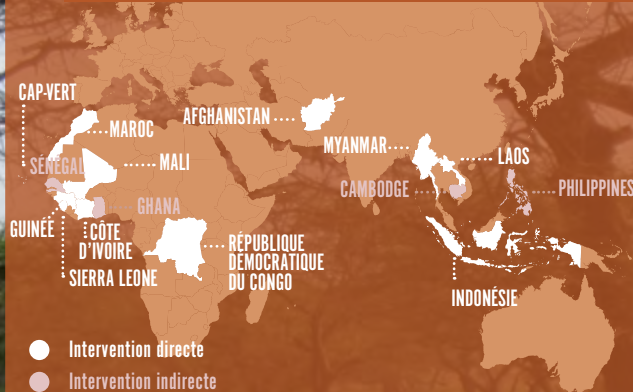 CAP-VERT
MAROC
AFGHANISTAN
MYANMAR
LAOS
SÉNÉGAL
MALI
CAMBODGE
PHILIPPINES
GHANA
GUINÉE
CÔTE
D'IVOIRE
RÉPUBLIQUE
DÉMOCRATIQUE
DU CONGO
SIERRA LEONE
INDONÉSIE
Intervention directe
Intervention indirecte